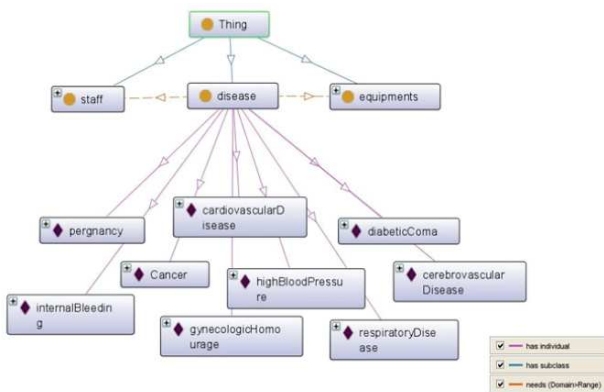 Thing
staff
disease
equipments
pergnancy
cardiovascularD
isease
diabeticComa
Cancer
highBloodPressu
re
cerebrovascular
Disease
internalBleedin
g
gynecologicHomo
urage
respiratoryDise
ase
has individual
has subclass
needs (Domain>Range)